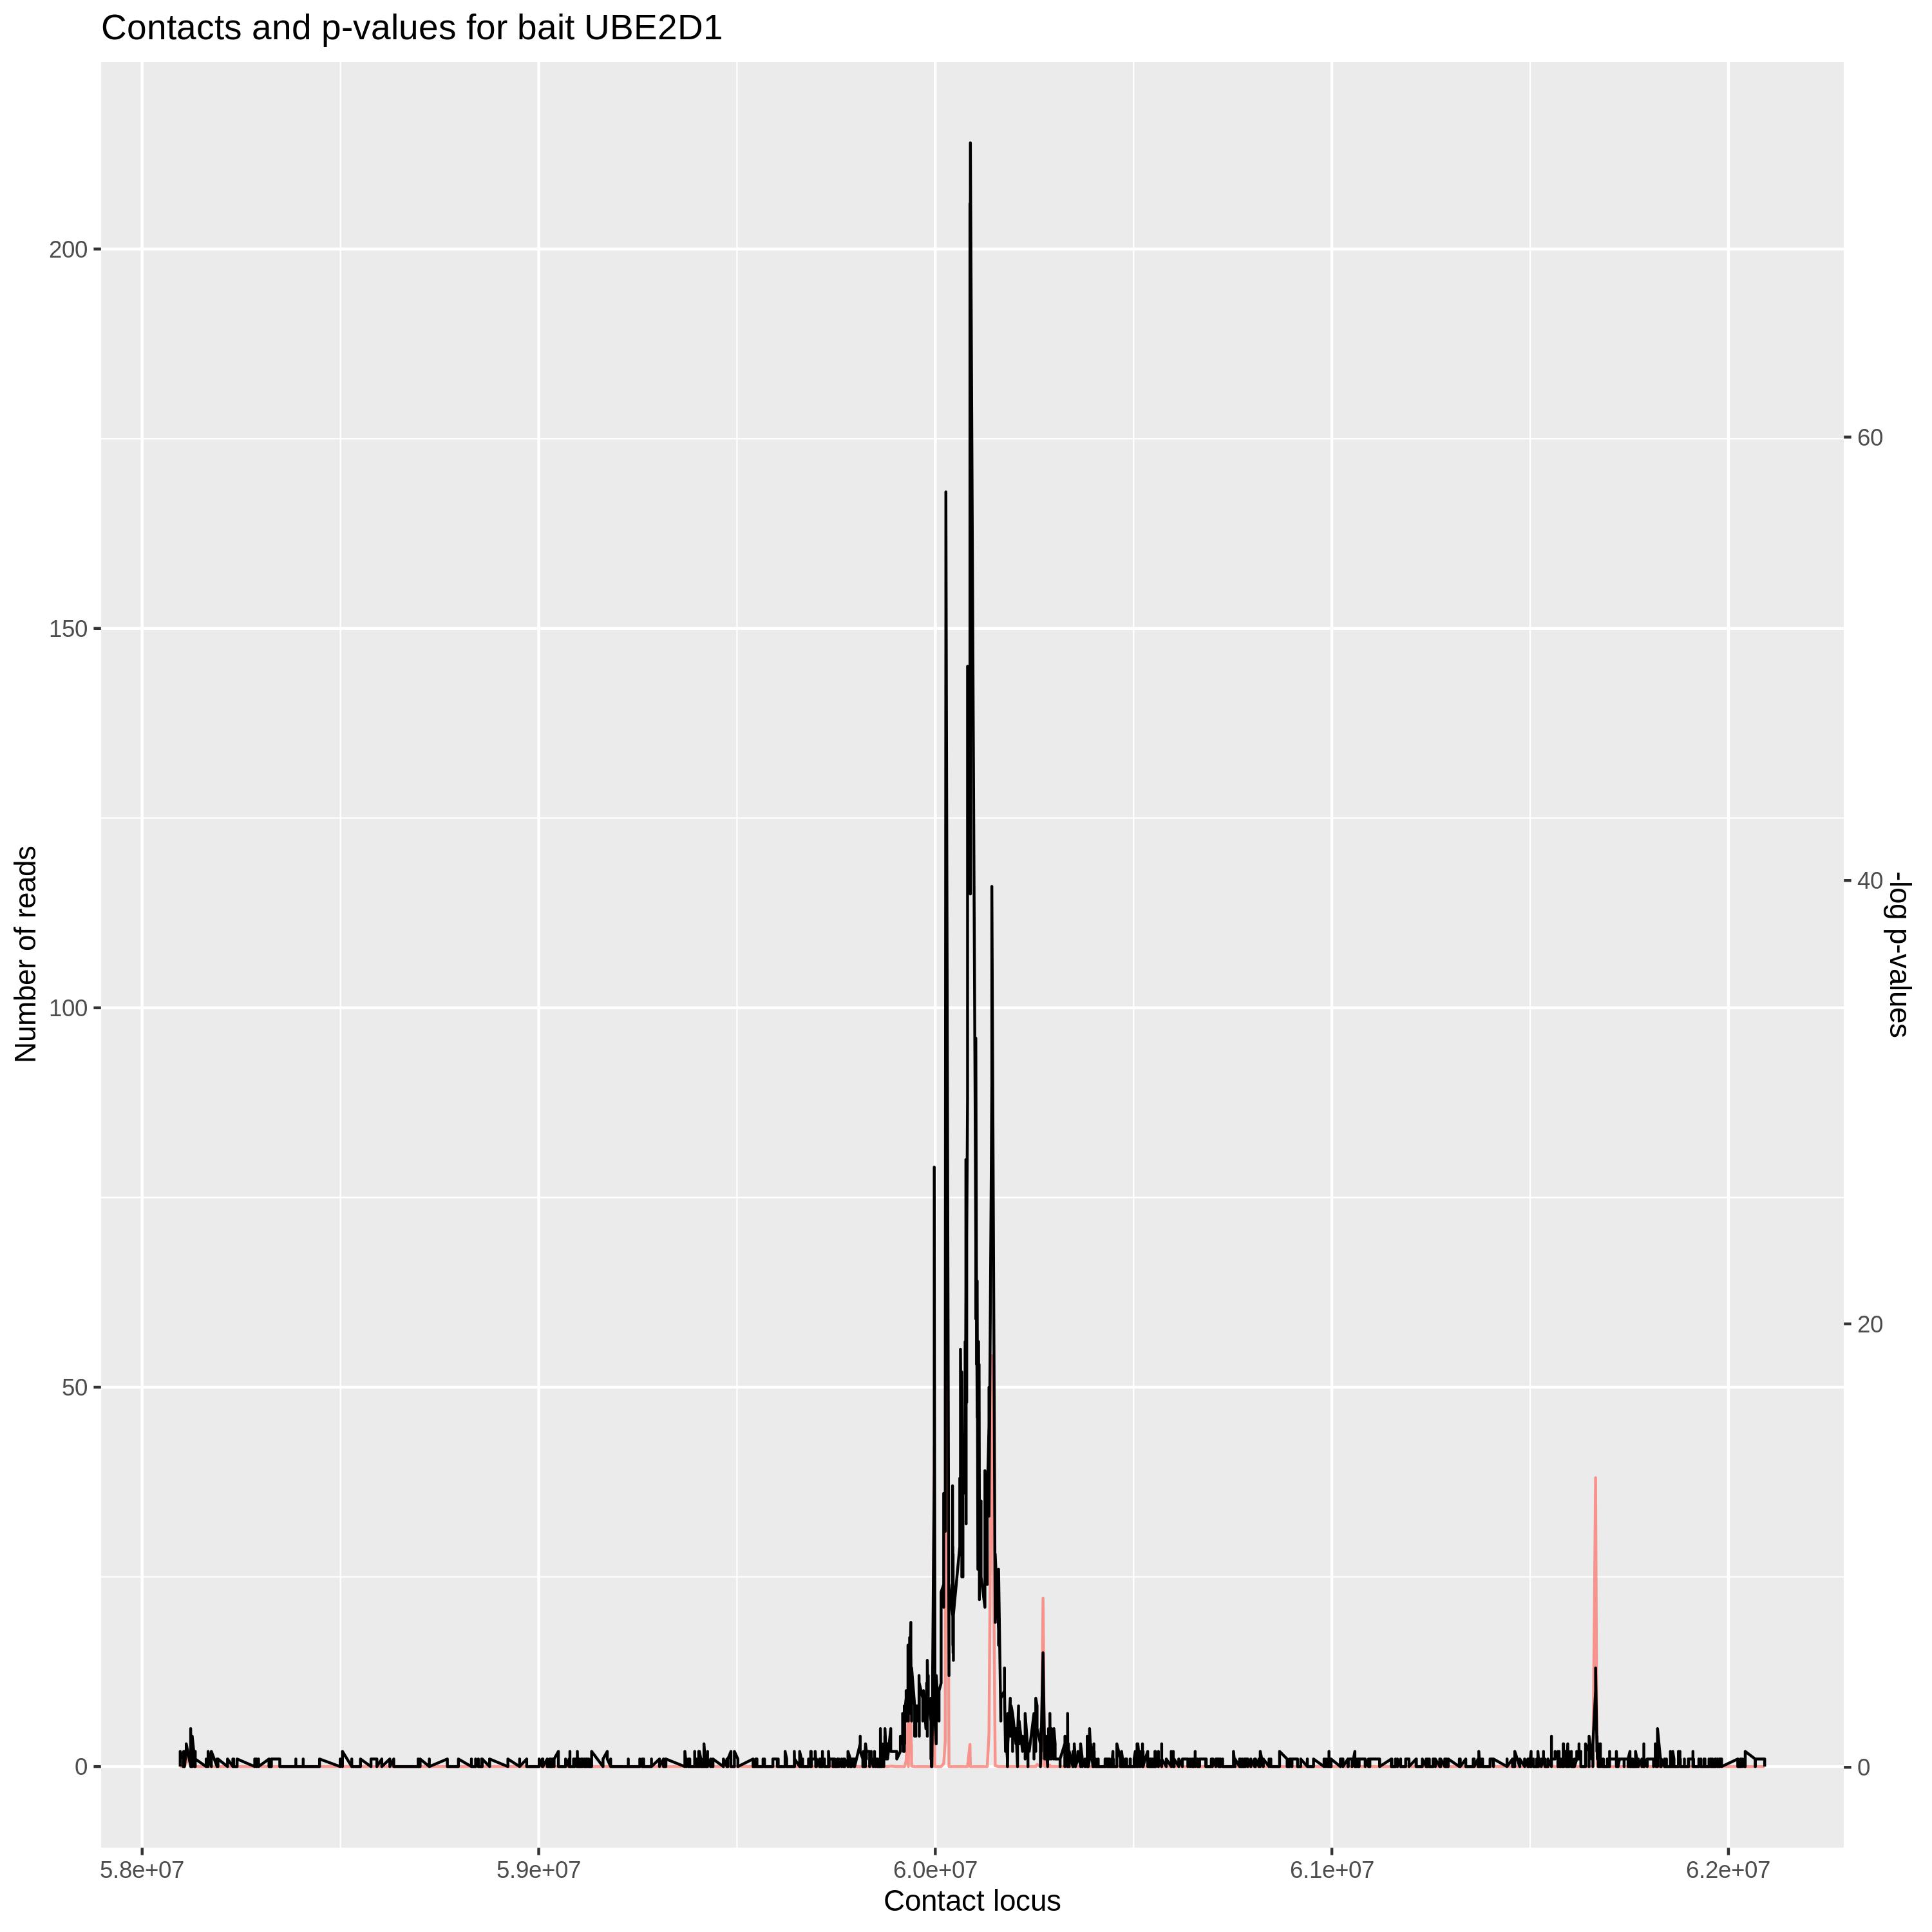 Contacts and p-values for bait UBE2D1
Number of reads
200
150
100
50
0
60
40
20
0
-log p-values
5.8e+07
5.9e+07
6.0e+07
6.1e+07
6.2e+07
Contact locus